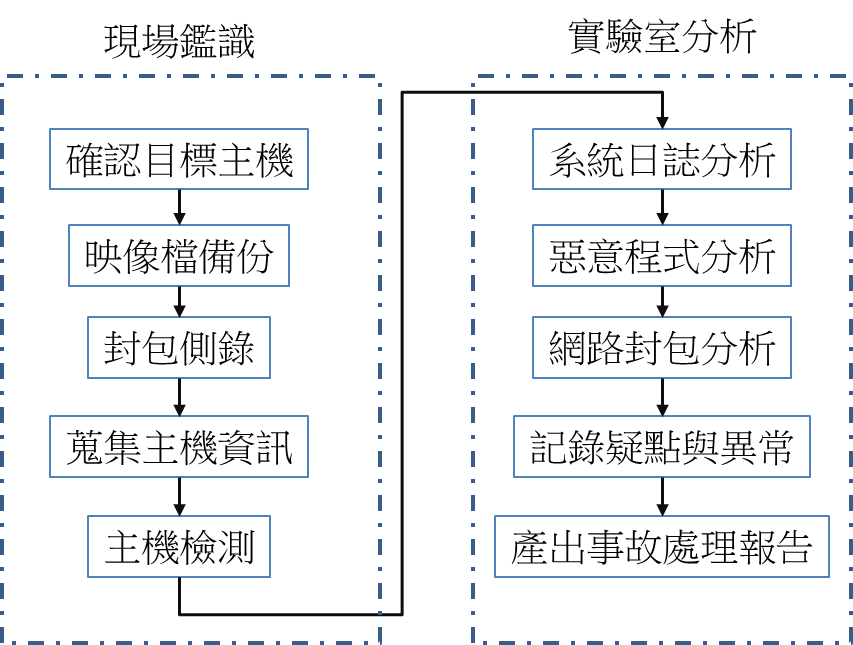 現場鑑識
確認目標主機
映像檔備份
封包側錄
蒐集主機資訊
主機檢測
實驗室分析
系統日誌分析
惡意程式分析
網路封包分析
記錄疑點與異常
產出事故處理報告